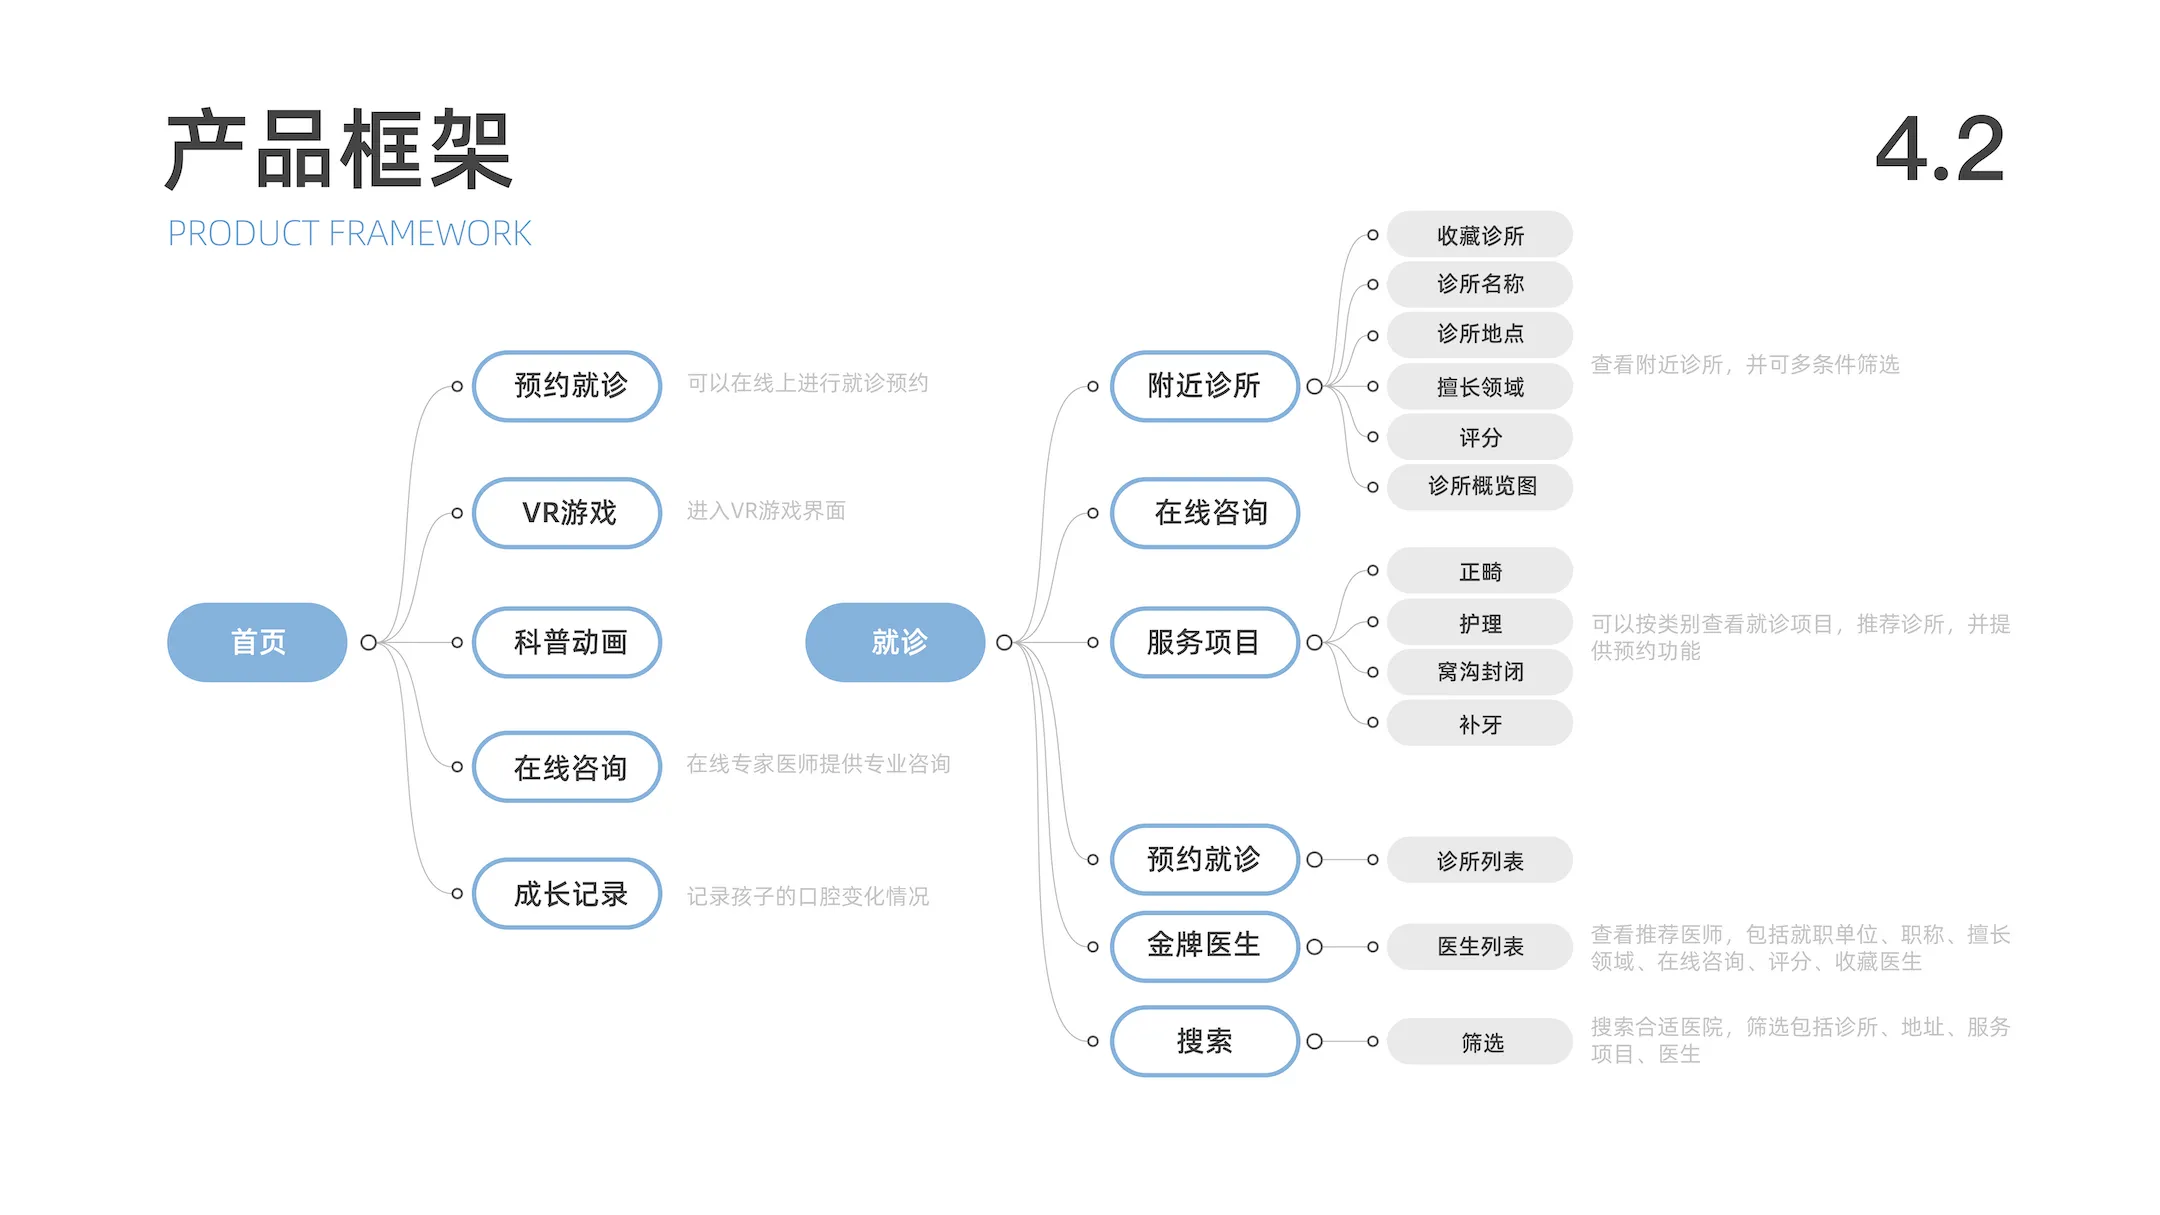 产品框架
PRODUCT FRAMEWORK
4.2
首页
预约就诊
可以在线上进行就诊预约
VR游戏
进入VR游戏界面
科普动画
在线咨询
在线专家医师提供专业咨询
成长记录
记录孩子的口腔变化情况
就诊
附近诊所
收藏诊所
诊所名称
诊所地点
擅长领域
评分
诊所概览图
查看附近诊所，并可多条件筛选
在线咨询
服务项目
正畸
护理
窝沟封闭
补牙
可以按类别查看就诊项目，推荐诊所，并提
供预约功能
预约就诊
诊所列表
金牌医生
医生列表
查看推荐医师，包括就职单位、职称、擅长
领域、在线咨询、评分、收藏医生
搜索
筛选
搜索合适医院，筛选包括诊所、地址、服务
项目、医生